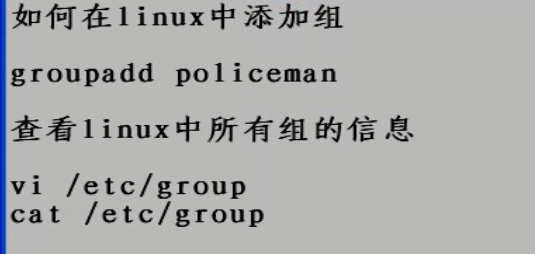 如何在linux中添加组
groupadd policeman
查看linux中所有组的信息
vi /etc/group
cat /etc/group